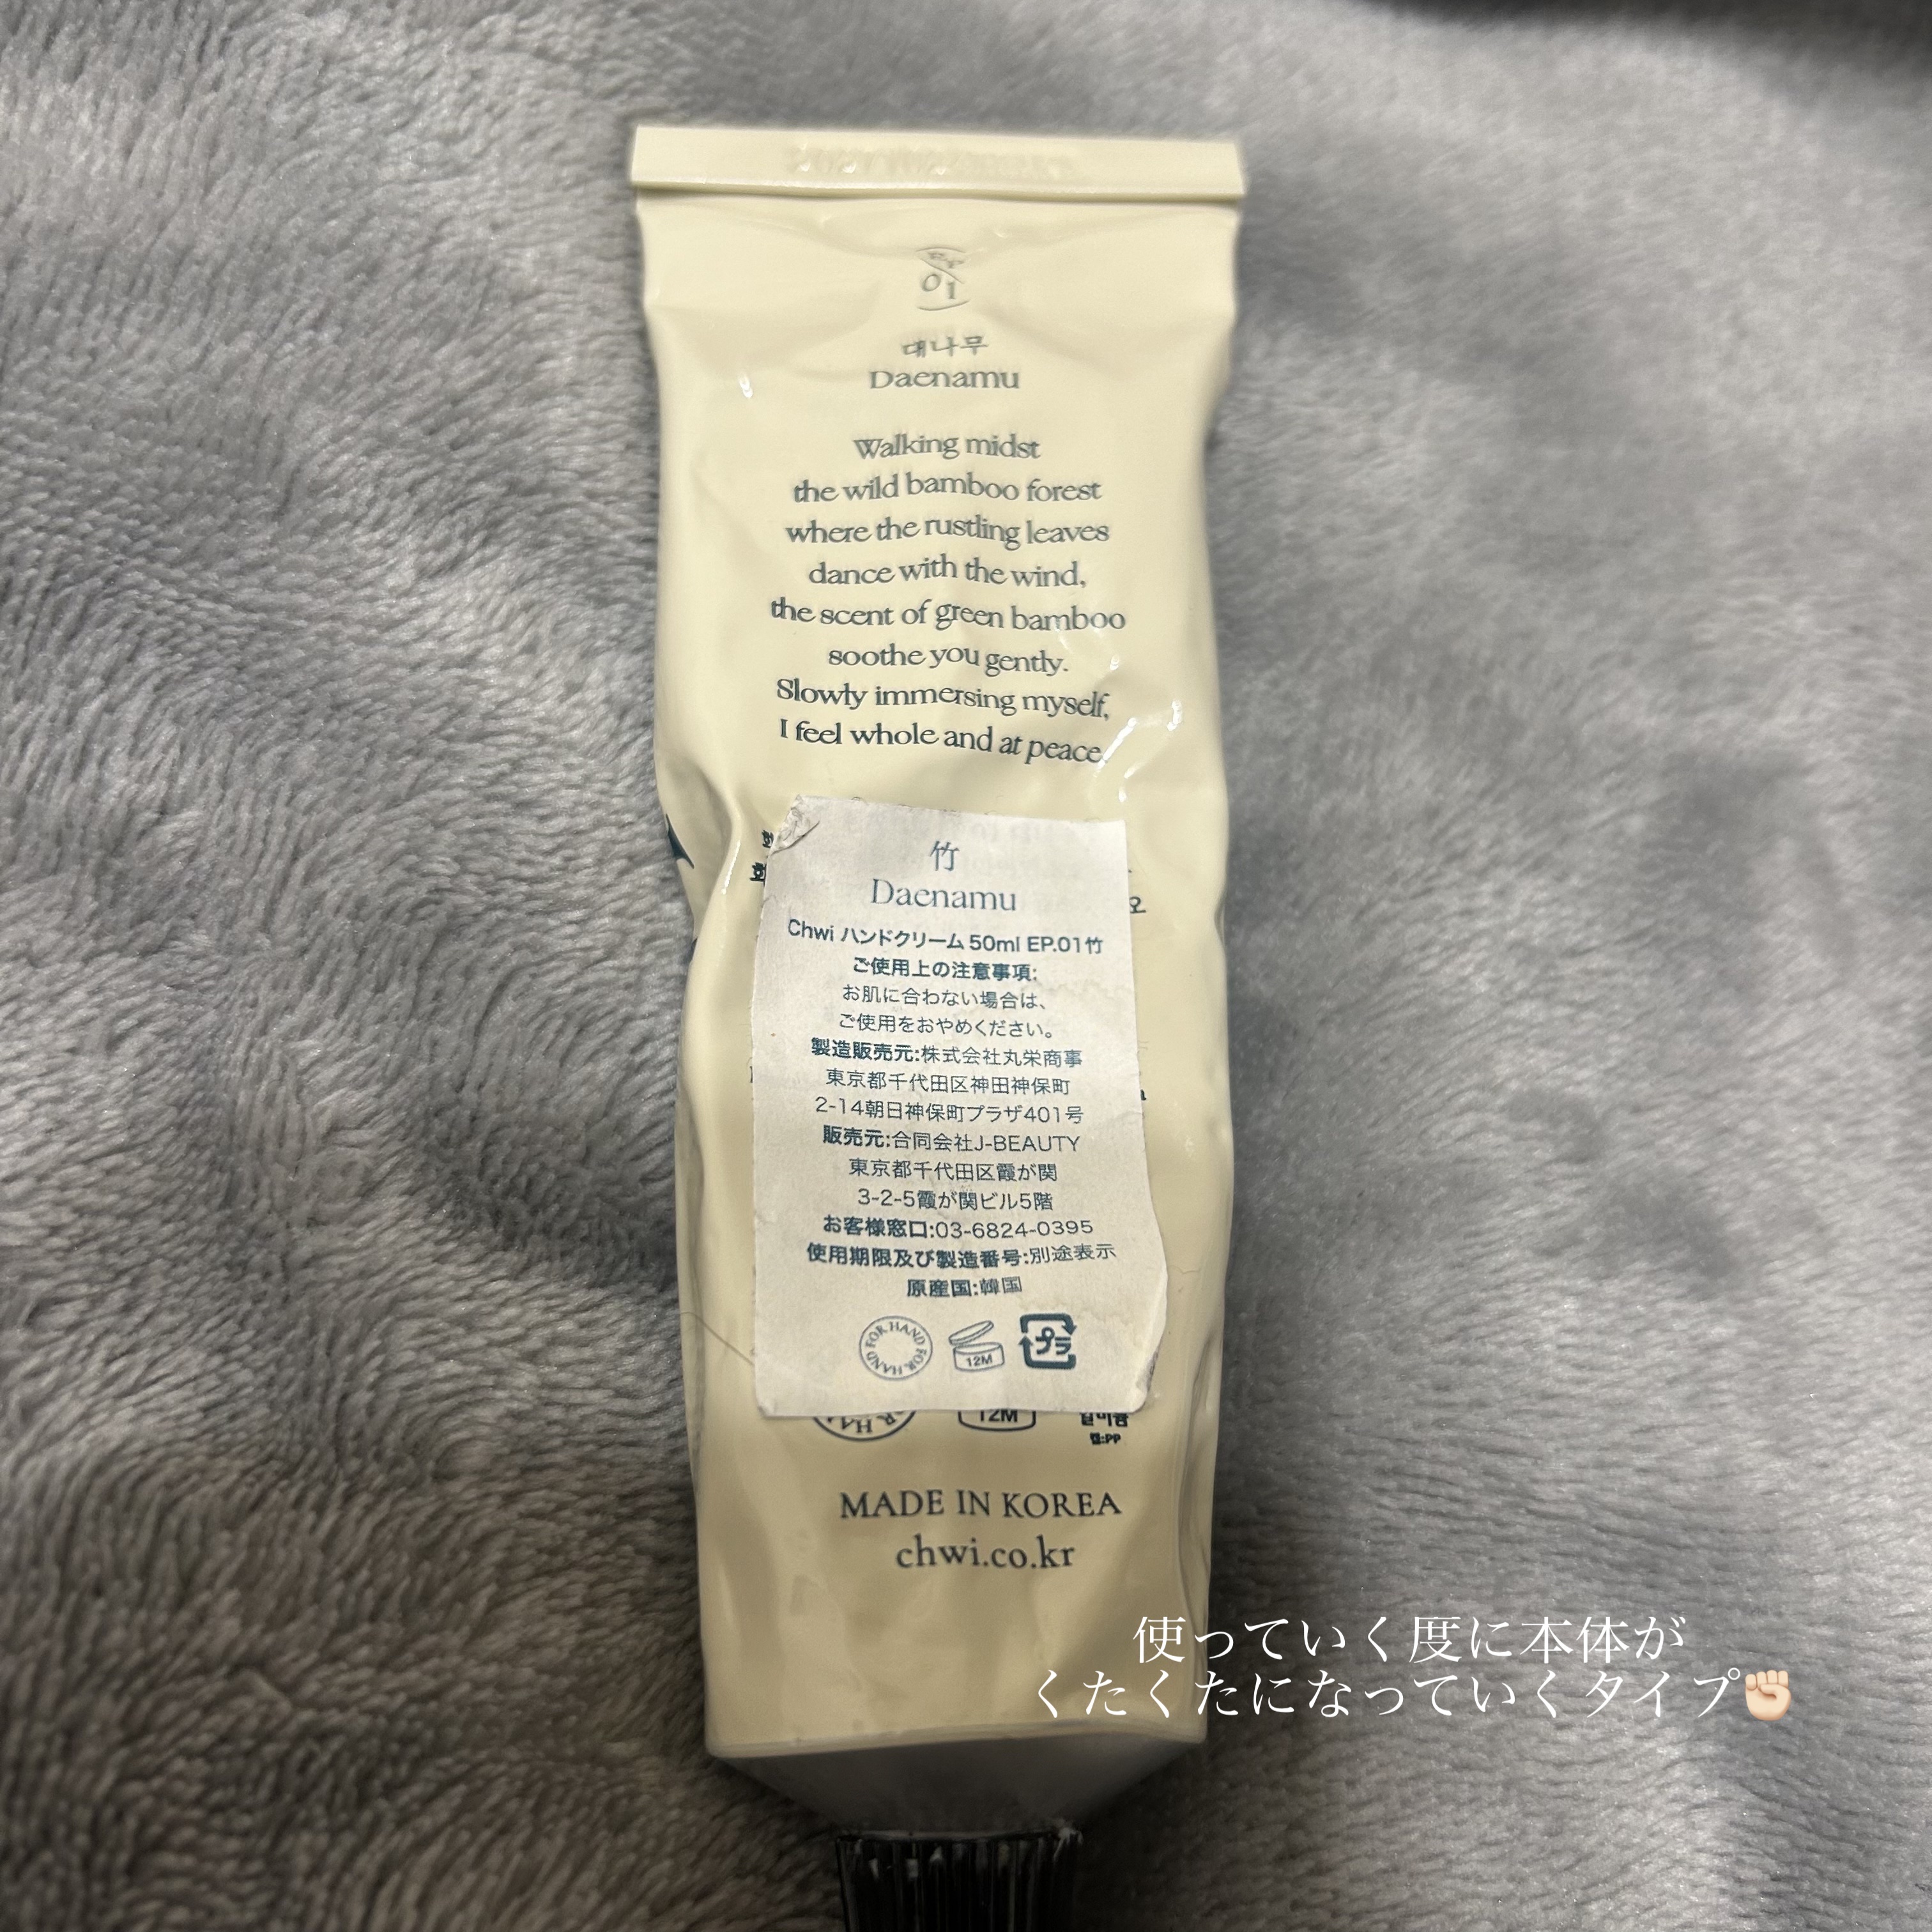 대나무
Daenamu
Walking midst
the wild bamboo forest
where the rustling leaves
dance with the wind,
the scent of green bamboo
soothe you gently.
Slowly immersing myself,
I feel whole and at peace.
竹
Daenamu
Chwi ハンドクリーム 50ml EP.01竹
ご使用上の注意事項:
お肌に合わない場合は、
ご使用をおやめください。
製造販売元:株式会社丸栄商事
東京都千代田区神田神保町
2-14朝日神保町プラザ401号
販売元:合同会社J-BEAUTY
東京都千代田区霞が関
3-2-5霞が関ビル5階
お客様窓口:03-6824-0395
使用期限及び製造番号:別途表示
原産国:韓国
HAND FOR HAND FOR
12M
プラ
12M
캡:PP
MADE IN KOREA
chwi.co.kr
使っていく度に本体が
くたくたになっていくタイプ✊🏻